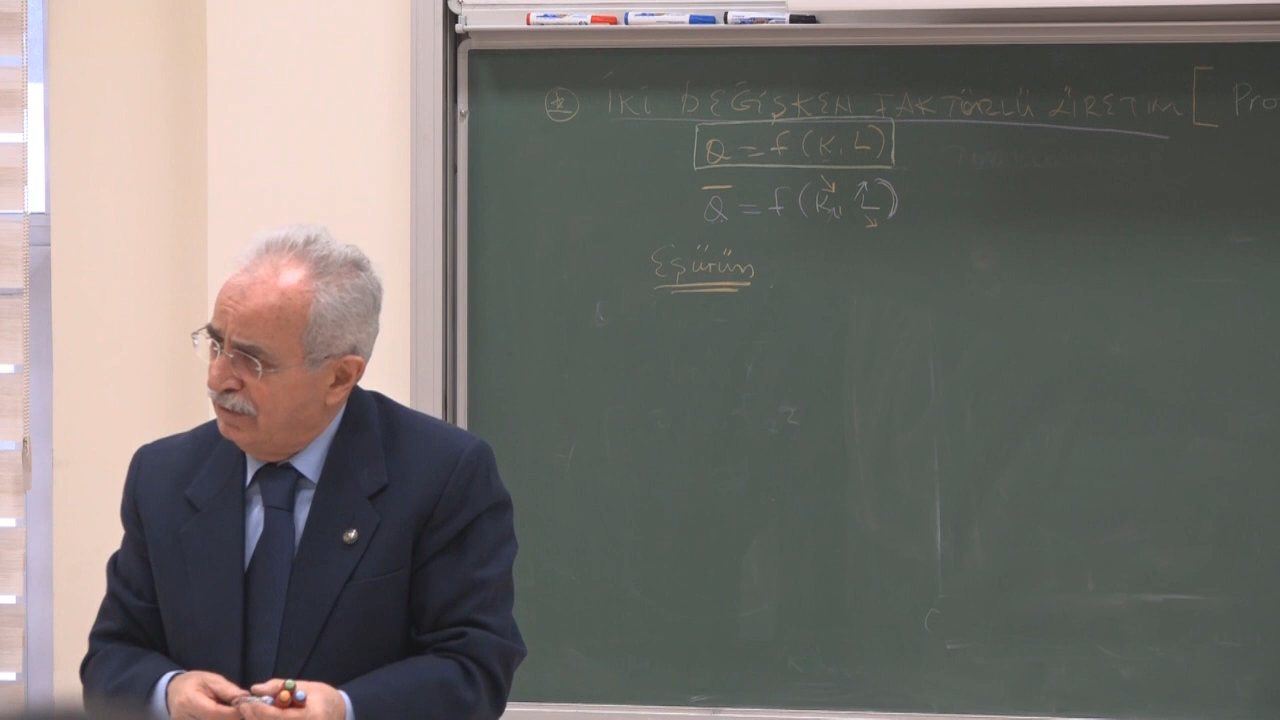 İKİ DEĞİŞKEN FAKTÖRLÜ ÜRETİM [ Pro
Q = f (K, L)
Q̅ = f (K, L)
Eşürün